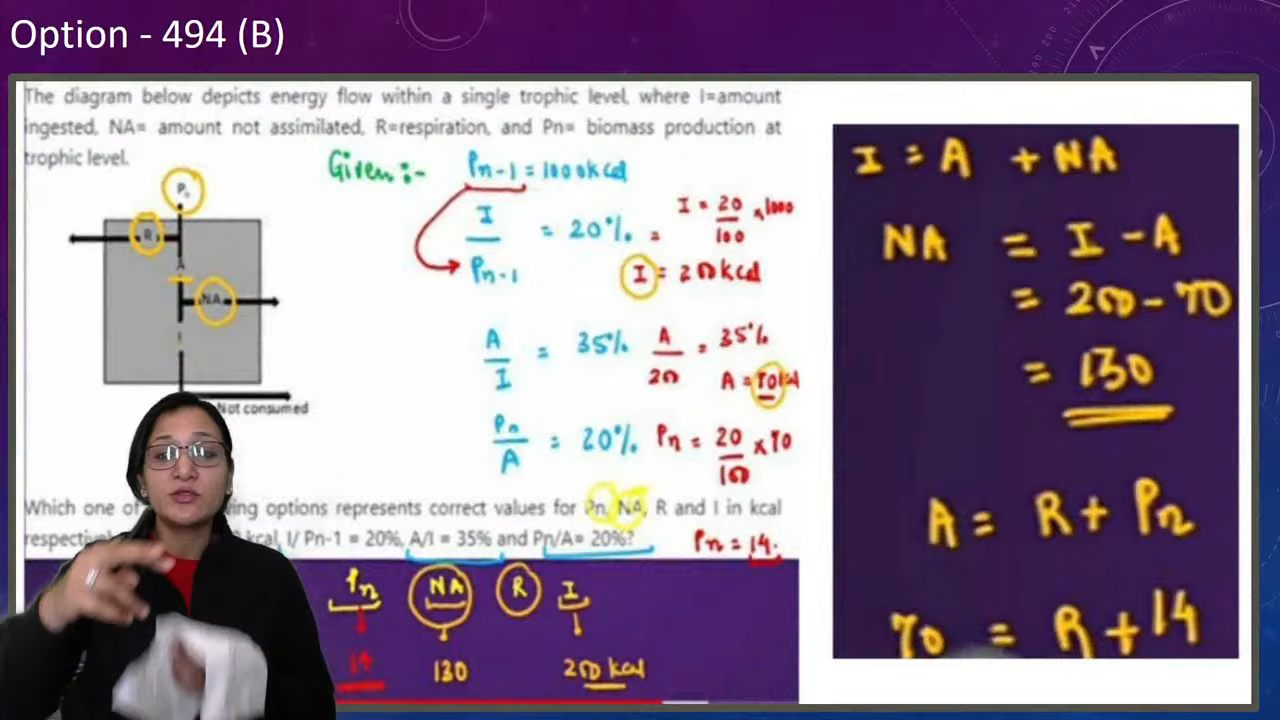 Option - 494 (B)
The diagram below depicts energy flow within a single trophic level, where I=amount
ingested, NA= amount not assimilated, R=respiration, and Pn= biomass production at
trophic level.
Given:- Pn-1 = 1000kcal
I/Pn-1 = 20% = I = 20/100 x 1000
I = 200 kcal
A/I = 35% A/200 = 35%
A = 70kcal
Pn/A = 20% Pn = 20/100 x 70
Pn = 14.
Pn
R
A
NA
I
Not consumed
Which one of ing options represents correct values for Pn, NA, R and I in kcal
respecti kcal, I/ Pn-1 = 20%, A/I = 35% and Pn/A= 20%?
Pn NA R I
14 130 200 kcal
I = A + NA
NA = I - A
= 200 - 70
= 130
A = R + Pn
70 = R + 14